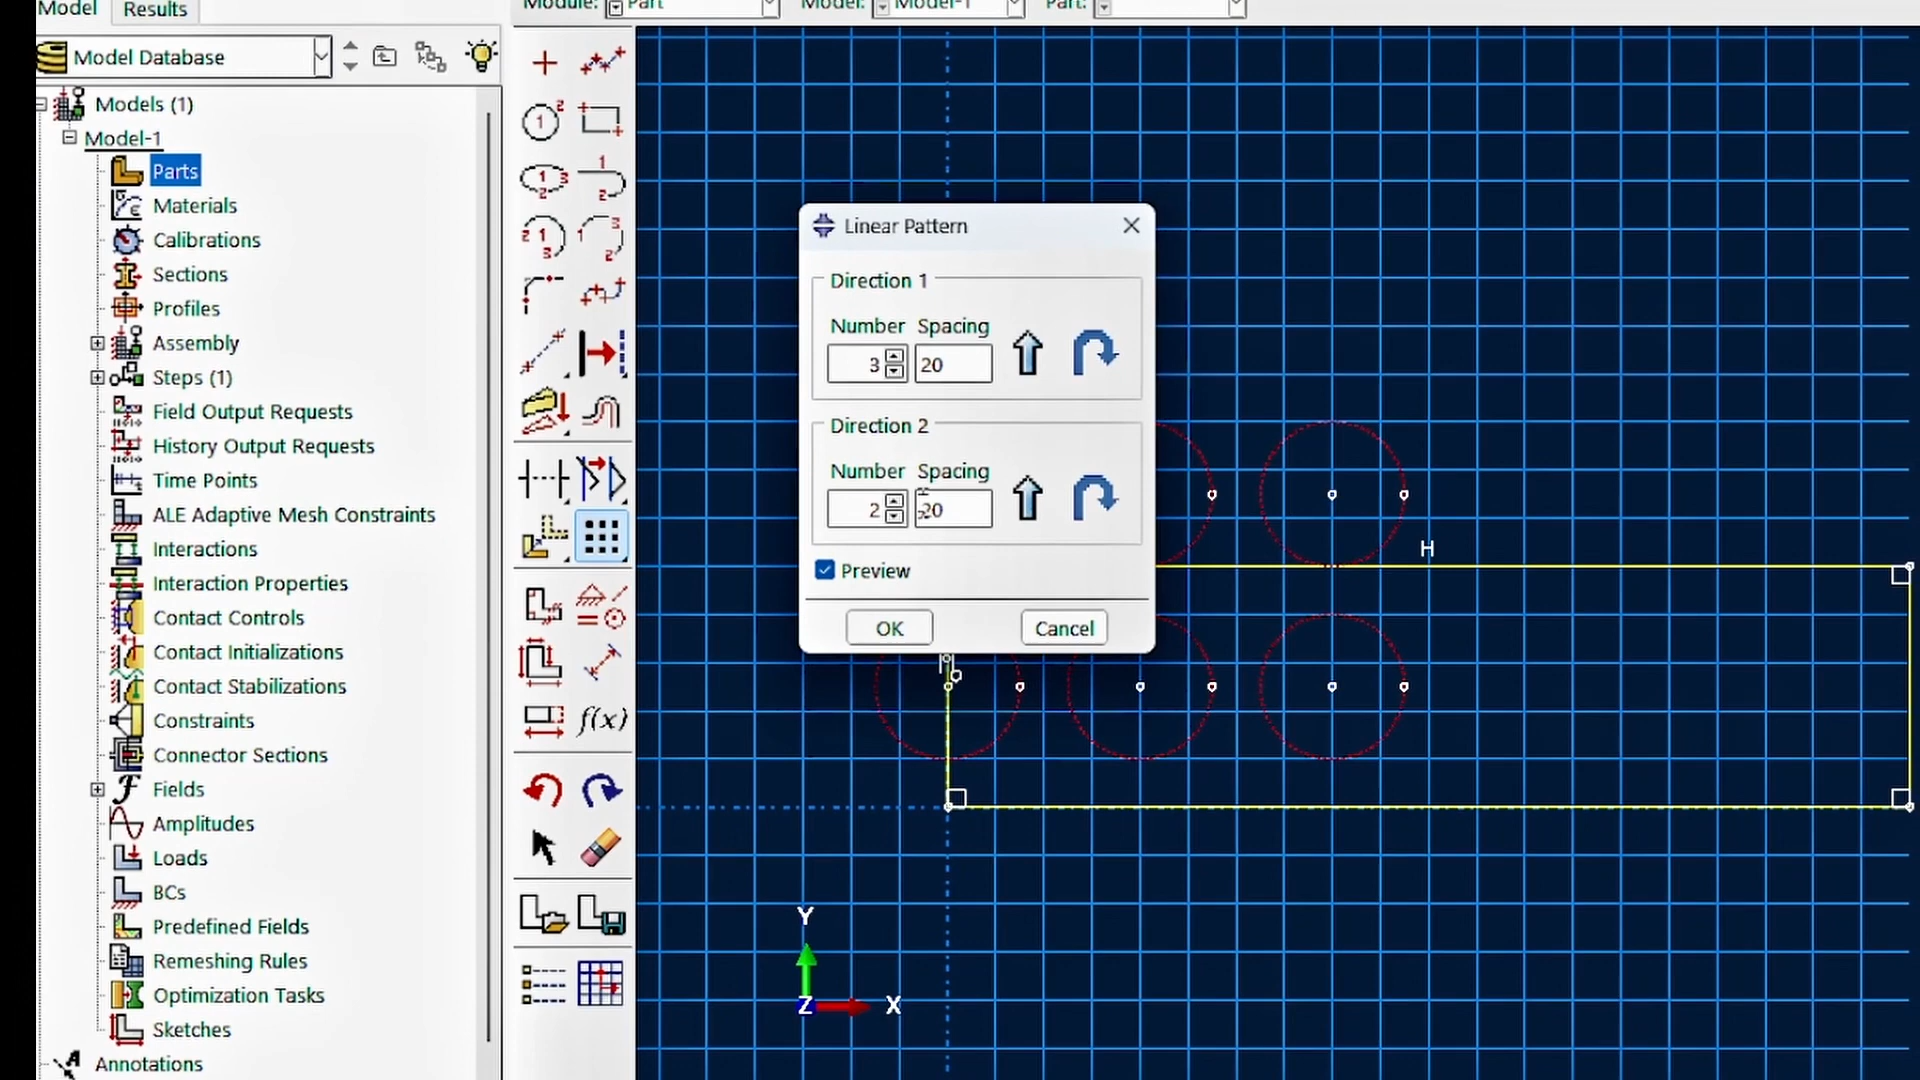 Model Results
Module: Part Model: Model-1 Part:
Model Database
Models (1)
Model-1
Parts
Materials
Calibrations
Sections
Profiles
Assembly
Steps (1)
Field Output Requests
History Output Requests
Time Points
ALE Adaptive Mesh Constraints
Interactions
Interaction Properties
Contact Controls
Contact Initializations
Contact Stabilizations
Constraints
Connector Sections
Fields
Amplitudes
Loads
BCs
Predefined Fields
Remeshing Rules
Optimization Tasks
Sketches
Annotations
f(x)
Linear Pattern
Direction 1
Number Spacing
3 20
Direction 2
Number Spacing
2 20
Preview
OK Cancel
H
Y
Z X